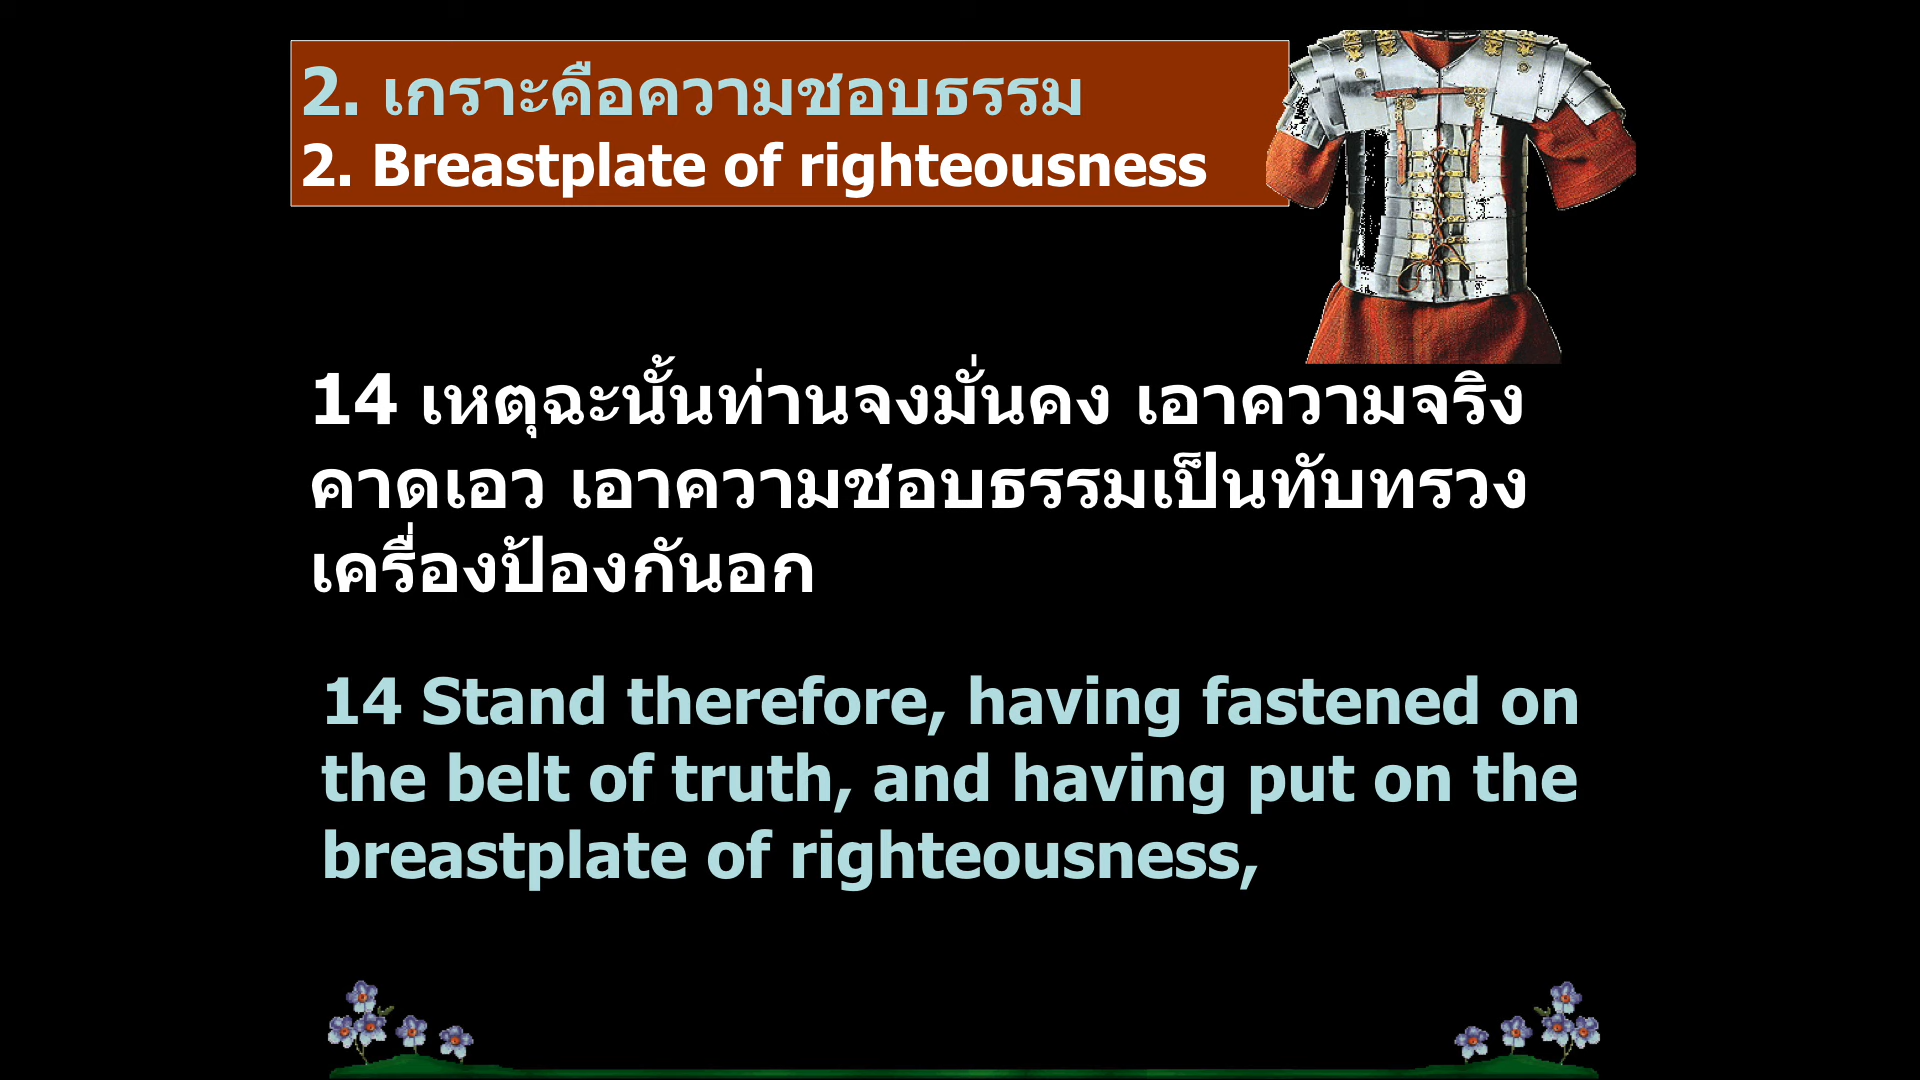 2. เกราะคือความชอบธรรม
2. Breastplate of righteousness
14 เหตุฉะนั้นท่านจงมั่นคง เอาความจริง
คาดเอว เอาความชอบธรรมเป็นทับทรวง
เครื่องป้องกันอก
14 Stand therefore, having fastened on
the belt of truth, and having put on the
breastplate of righteousness,